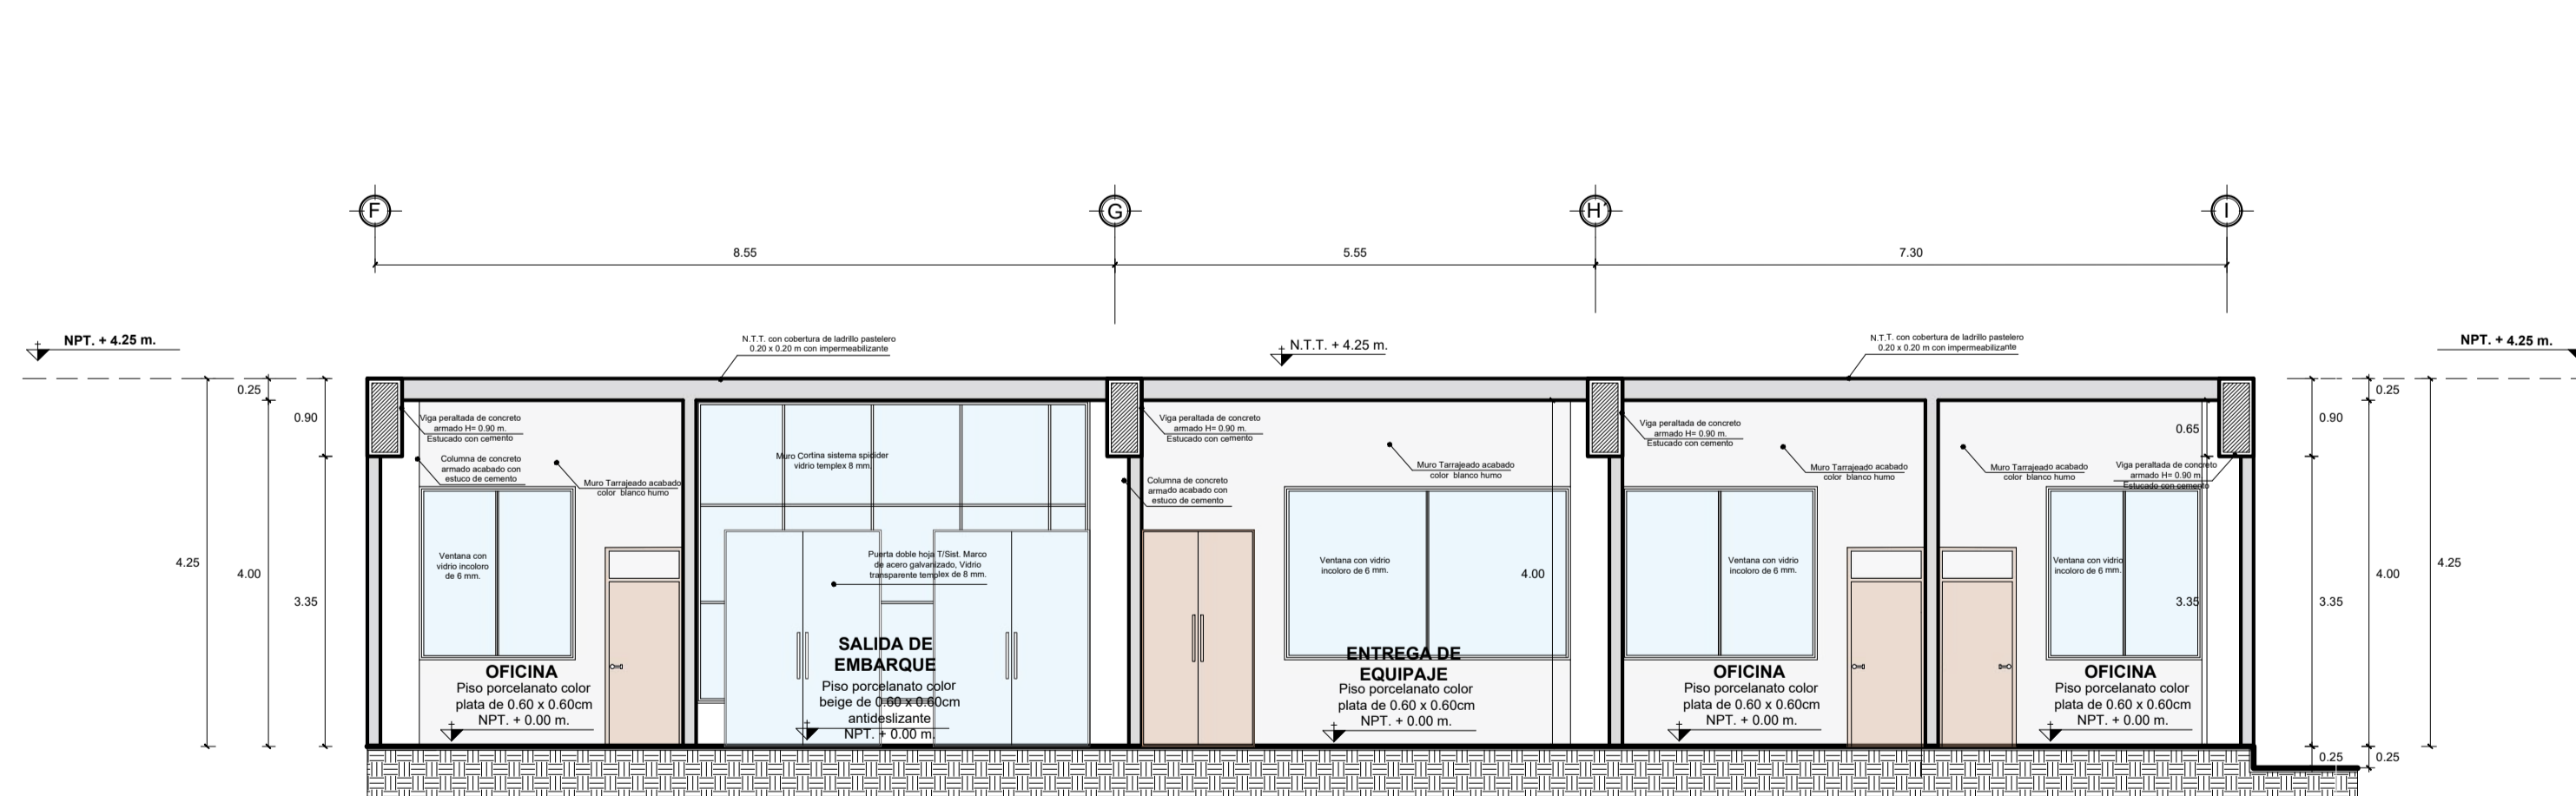 F
G
H'
I
8.55
5.55
7.30
NPT. + 4.25 m.
N.T.T. con cobertura de ladrillo pastelero
0.20 x 0.20 m con impermeabilizante
N.T.T. + 4.25 m.
N.T.T. con cobertura de ladrillo pastelero
0.20 x 0.20 m con impermeabilizante
NPT. + 4.25 m.
0.25
0.90
4.25
4.00
3.35
Viga peraltada de concreto
armado H= 0.90 m.
Estucado con cemento
Columna de concreto
armado acabado con
estuco de cemento
Muro Tarrajeado acabado
color blanco humo
Ventana con
vidrio incoloro
de 6 mm.
OFICINA
Piso porcelanato color
plata de 0.60 x 0.60cm
NPT. + 0.00 m.
Muro Cortina sistema spidider
vidrio templex 8 mm.
Puerta doble hoja T/Sist. Marco
de acero galvanizado, Vidrio
transparente templex de 8 mm.
SALIDA DE
EMBARQUE
Piso porcelanato color
beige de 0.60 x 0.60cm
antideslizante
NPT. + 0.00 m.
Viga peraltada de concreto
armado H= 0.90 m.
Estucado con cemento
Columna de concreto
armado acabado con
estuco de cemento
Muro Tarrajeado acabado
color blanco humo
Ventana con vidrio
incoloro de 6 mm.
4.00
ENTREGA DE
EQUIPAJE
Piso porcelanato color
plata de 0.60 x 0.60cm
NPT. + 0.00 m.
Viga peraltada de concreto
armado H= 0.90 m.
Estucado con cemento
Muro Tarrajeado acabado
color blanco humo
Ventana con vidrio
incoloro de 6 mm.
OFICINA
Piso porcelanato color
plata de 0.60 x 0.60cm
NPT. + 0.00 m.
Muro Tarrajeado acabado
color blanco humo
0.65
Viga peraltada de concreto
armado H= 0.90 m.
Estucado con cemento
Ventana con vidrio
incoloro de 6 mm.
3.35
OFICINA
Piso porcelanato color
plata de 0.60 x 0.60cm
NPT. + 0.00 m.
0.25
0.90
4.25
4.00
3.35
0.25
0.25